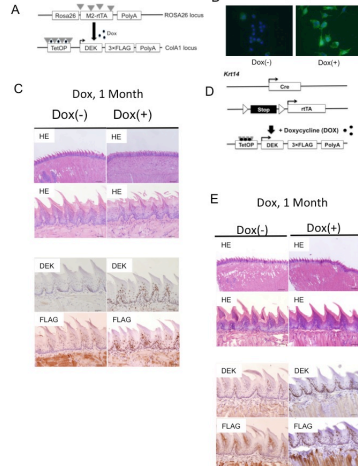 A
Rosa26 M2-rtTA PolyA ROSA26 locus
Dox
TetOP DEK 3×FLAG PolyA ColA1 locus
B
Dox(-) Dox(+)
C
Dox, 1 Month
Dox(-) Dox(+)
HE
HE
DEK DEK
FLAG FLAG
Krt14
Cre
D
Stop rtTA
+ Doxycycline (DOX)
TetOP DEK 3×FLAG PolyA
E
Dox, 1 Month
Dox(-) Dox(+)
HE HE
HE HE
DEK DEK
FLAG FLAG